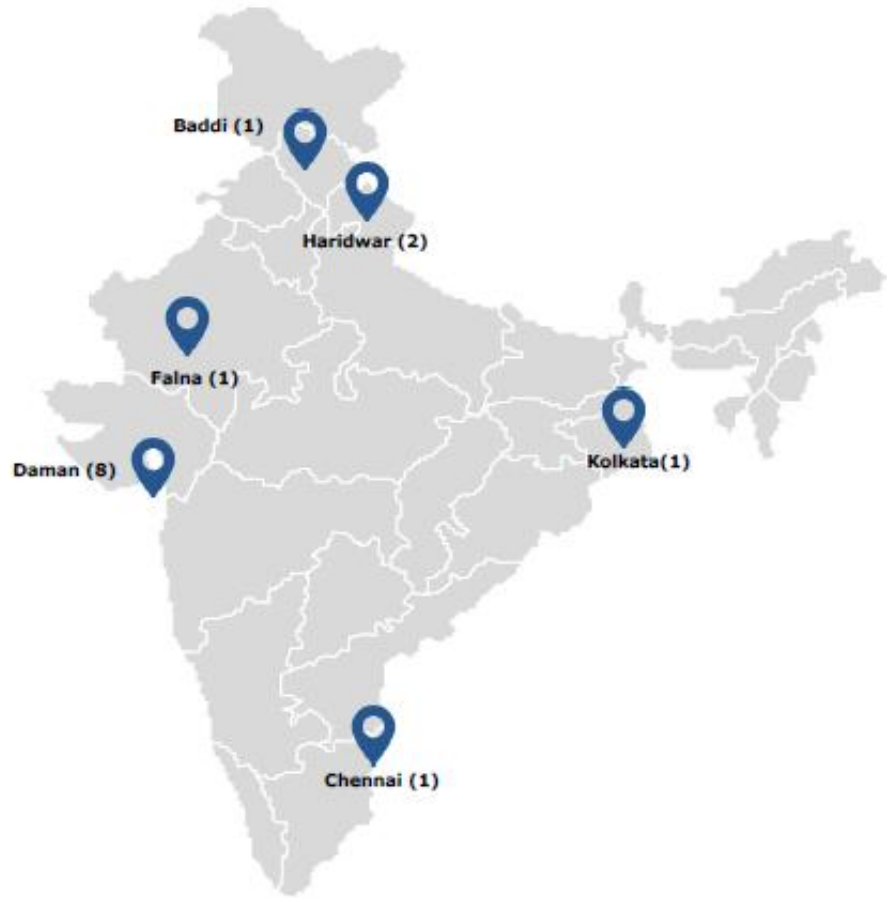 Baddi (1)
Haridwar (2)
Falna (1)
Daman (8)
Kolkata(1)
Chennai (1)